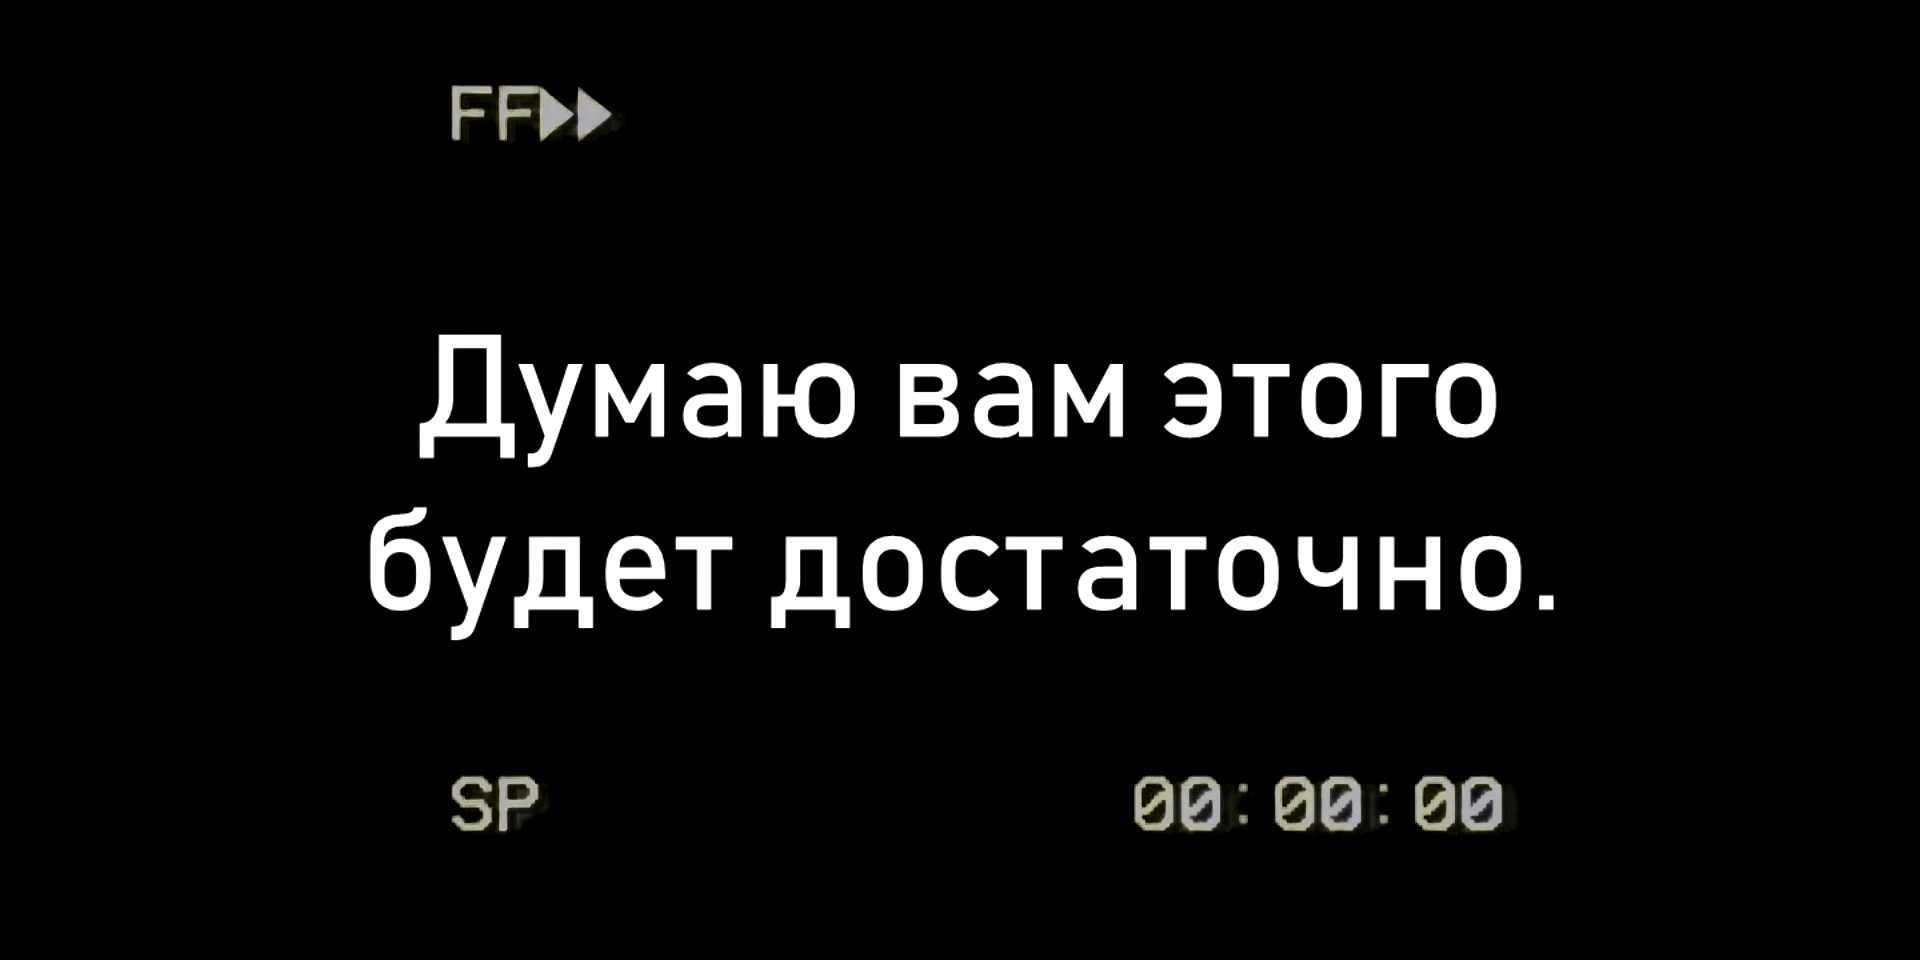 FF▶▶
Думаю вам этого
будет достаточно.
SP 00:00:00